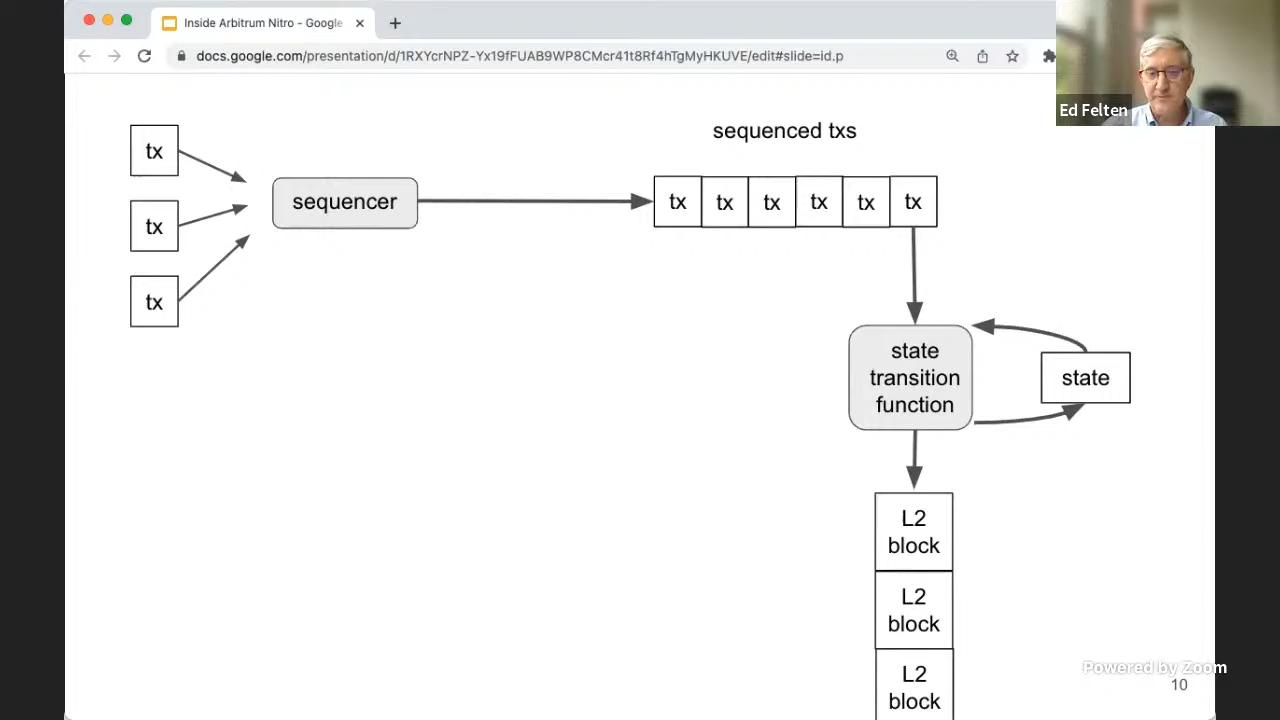 Inside Arbitrum Nitro - Google
docs.google.com/presentation/d/1RXYcrNPZ-Yx19fFUAB9WP8CMcr41t8Rf4hTgMyHKUVE/edit#slide=id.p
Ed Felten
sequenced txs
tx
tx
tx
sequencer
tx tx tx tx tx tx
state
transition
function
state
L2
block
L2
block
L2
block
Powered by Zoom
10